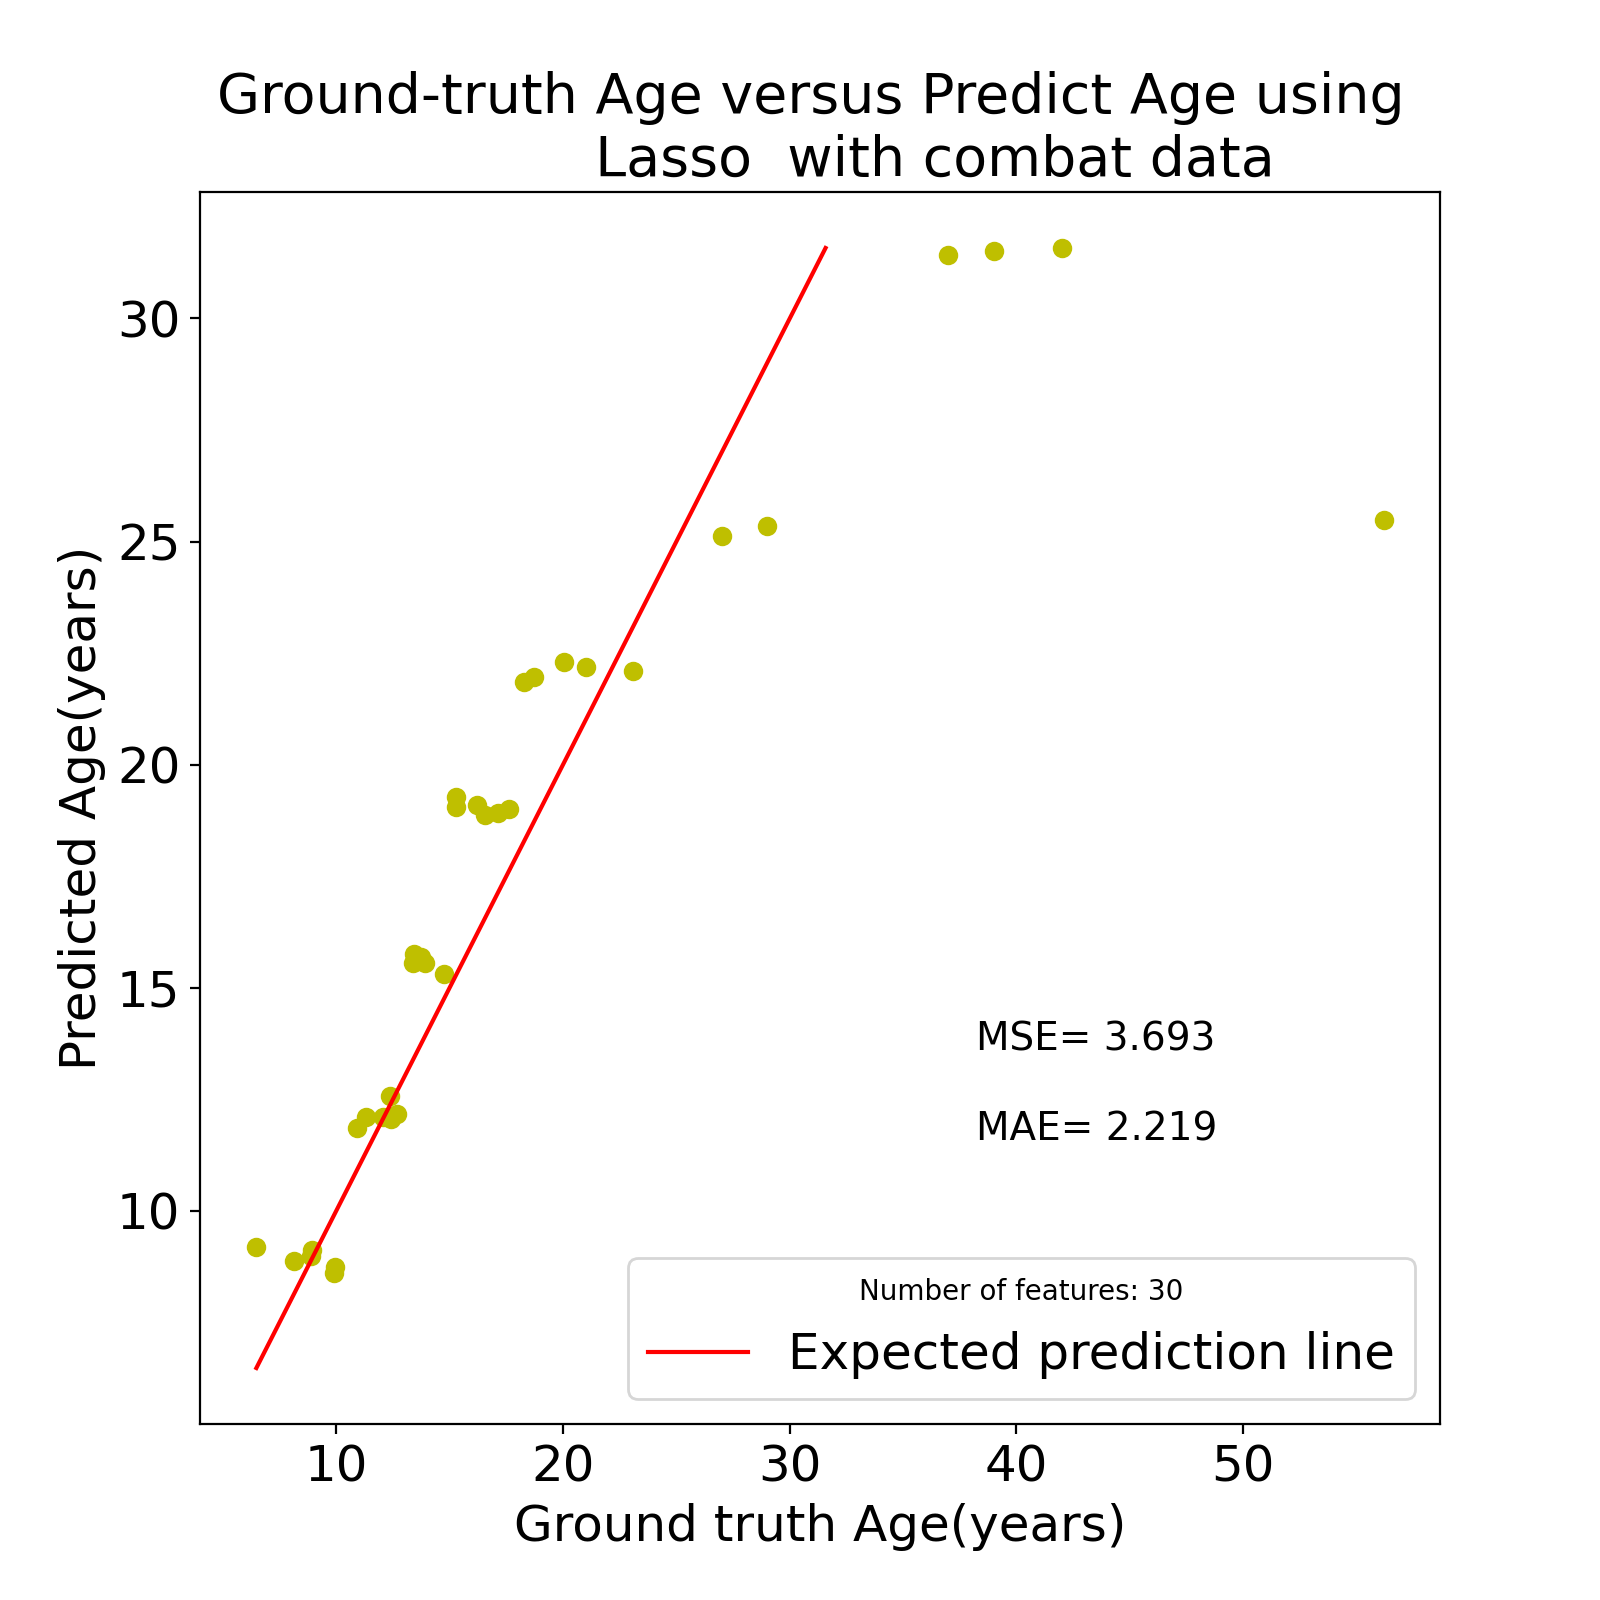 Ground-truth Age versus Predict Age using
Lasso  with combat data
Predicted Age(years)
30
25
20
15
10
MSE= 3.693
MAE= 2.219
Number of features: 30
Expected prediction line
10 20 30 40 50
Ground truth Age(years)